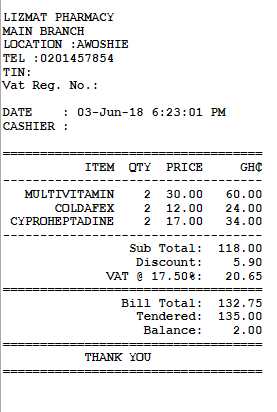 LIZMAT PHARMACY
MAIN BRANCH
LOCATION :AWOSHIE
TEL :0201457854
TIN:
Vat Reg. No.:
DATE : 03-Jun-18 6:23:01 PM
CASHIER :
ITEM QTY PRICE GH₵
MULTIVITAMIN 2 30.00 60.00
COLDAFEX 2 12.00 24.00
CYPROHEPTADINE 2 17.00 34.00
Sub Total: 118.00
Discount: 5.90
VAT @ 17.50%: 20.65
Bill Total: 132.75
Tendered: 135.00
Balance: 2.00
THANK YOU